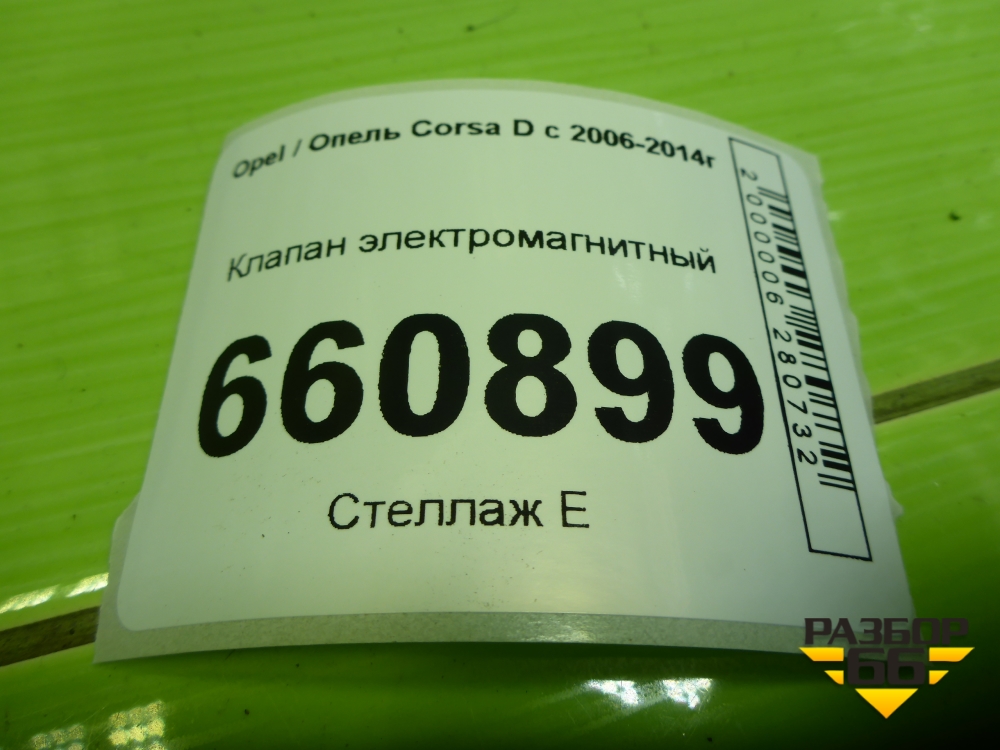 Opel / Опель Corsa D с 2006-2014г
Клапан электромагнитный
660899
Стеллаж Е
2000006280732
РАЗБОР
66